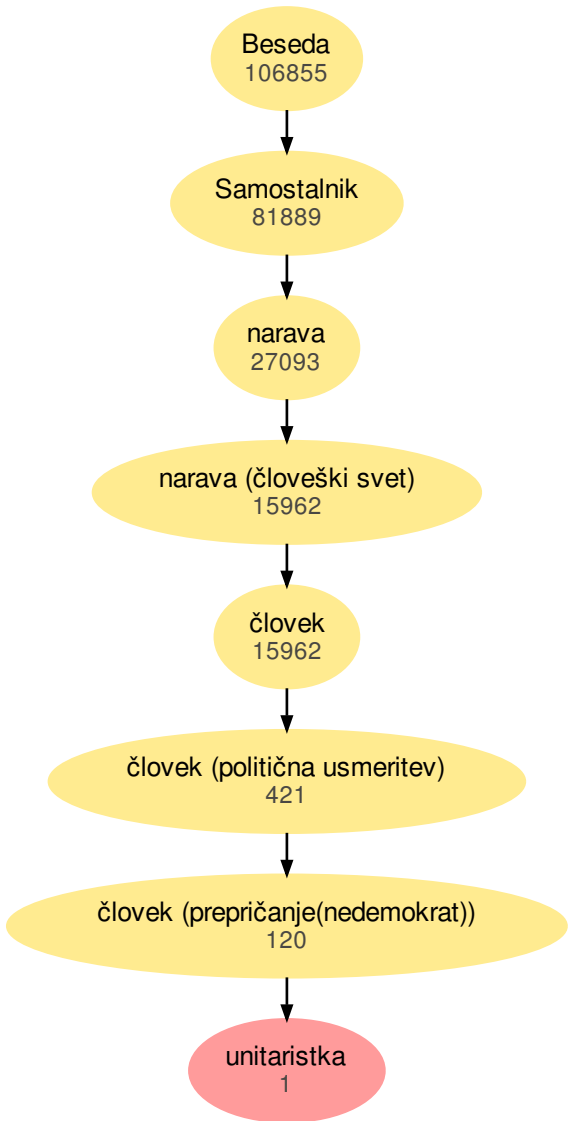 Beseda
106855
Samostalnik
81889
narava
27093
narava (človeški svet)
15962
človek
15962
človek (politična usmeritev)
421
človek (prepričanje(nedemokrat))
120
unitaristka
1